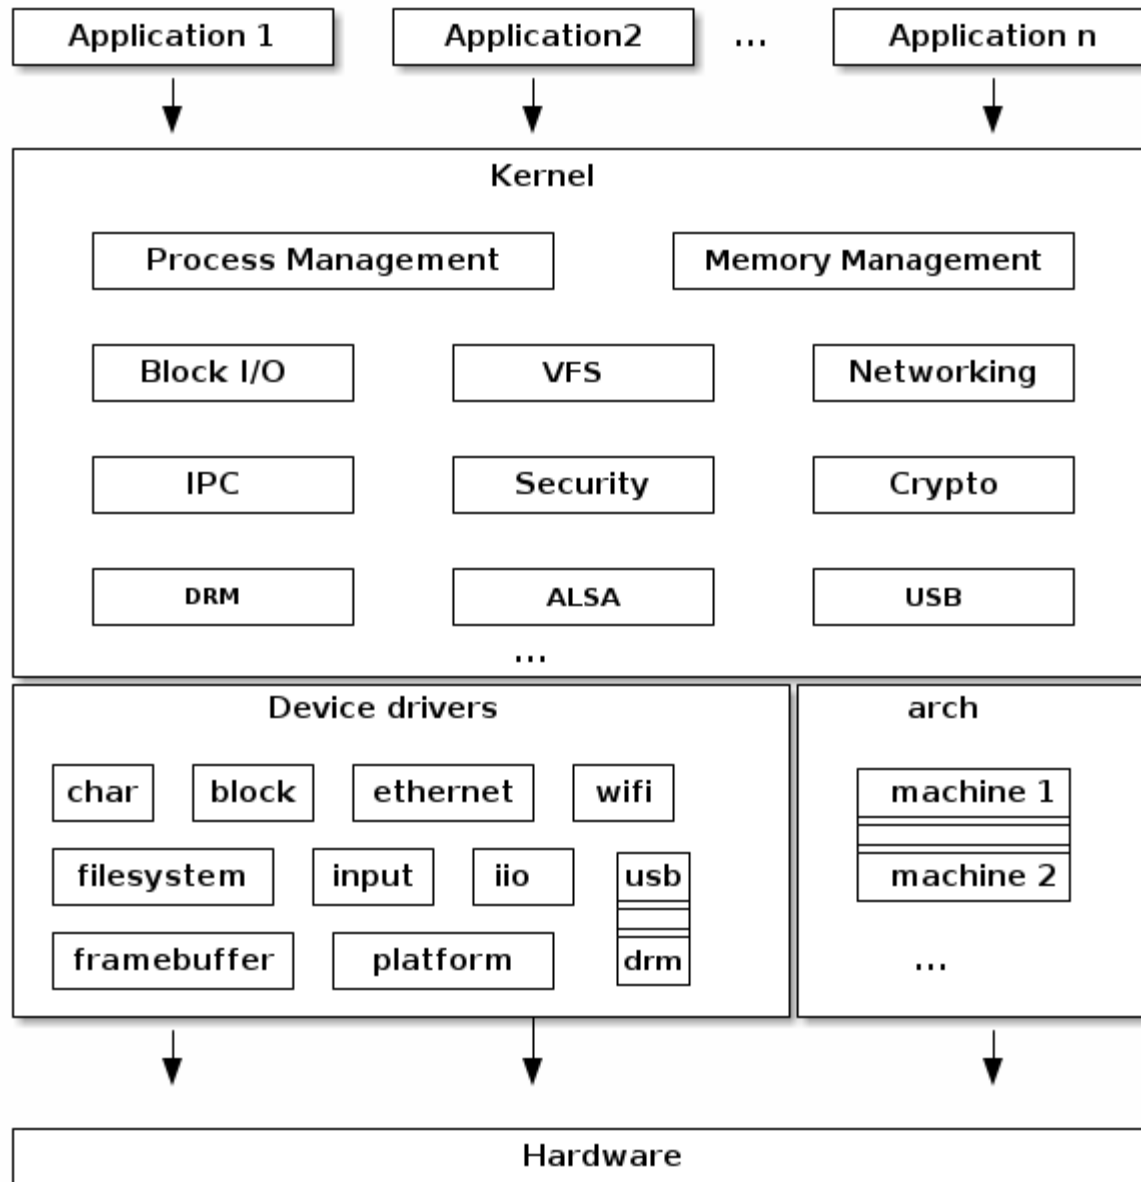 Application 1
Application2
...
Application n
Kernel
Process Management
Memory Management
Block I/O
VFS
Networking
IPC
Security
Crypto
DRM
ALSA
USB
...
Device drivers
arch
char
block
ethernet
wifi
machine 1
filesystem
input
iio
usb
machine 2
framebuffer
platform
drm
...
Hardware